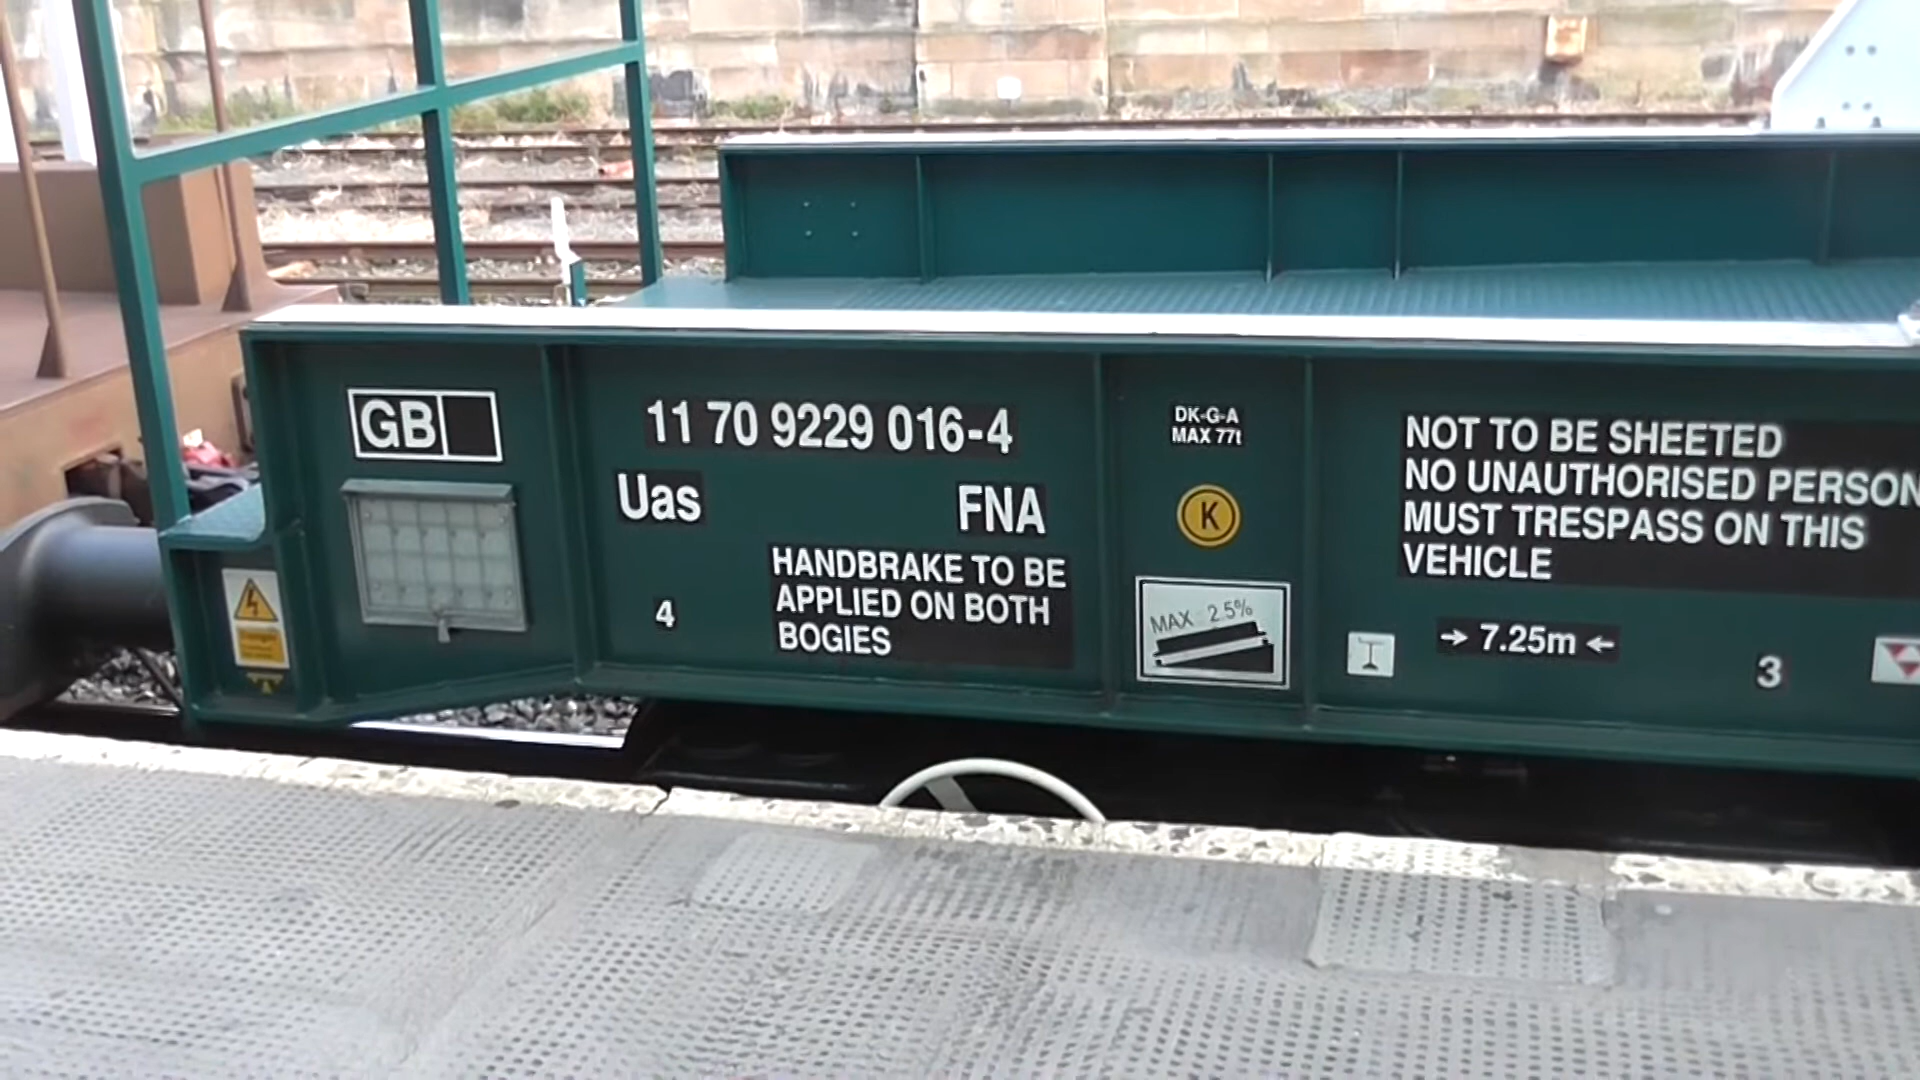 GB
11 70 9229 016-4
Uas FNA
HANDBRAKE TO BE
APPLIED ON BOTH
BOGIES
4
DK-G-A
MAX 77t
K
MAX 2.5%
NOT TO BE SHEETED
NO UNAUTHORISED PERSON
MUST TRESPASS ON THIS
VEHICLE
→ 7.25m ←
3